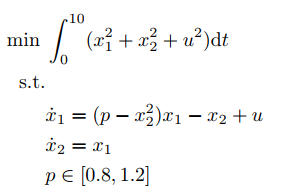 min ∫₀¹⁰ (x₁² + x₂² + u²)dt
s.t.
ẋ₁ = (p − x₂²)x₁ − x₂ + u
ẋ₂ = x₁
p ∈ [0.8, 1.2]